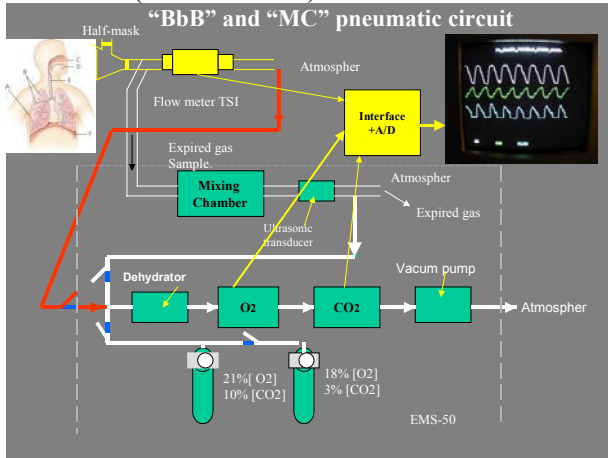 “BbB” and “MC” pneumatic circuit
Half-mask
Atmospher
Flow meter TSI
Interface
+A/D
A
B
C
D
E
F
Expired gas
Sample.
Mixing
Chamber
Atmospher
Expired gas
Ultrasonic
transducer
Vacum pump
Dehydrator
O2
CO2
Atmospher
21%[ O2]
10% [CO2]
18% [O2]
3% [CO2]
EMS-50